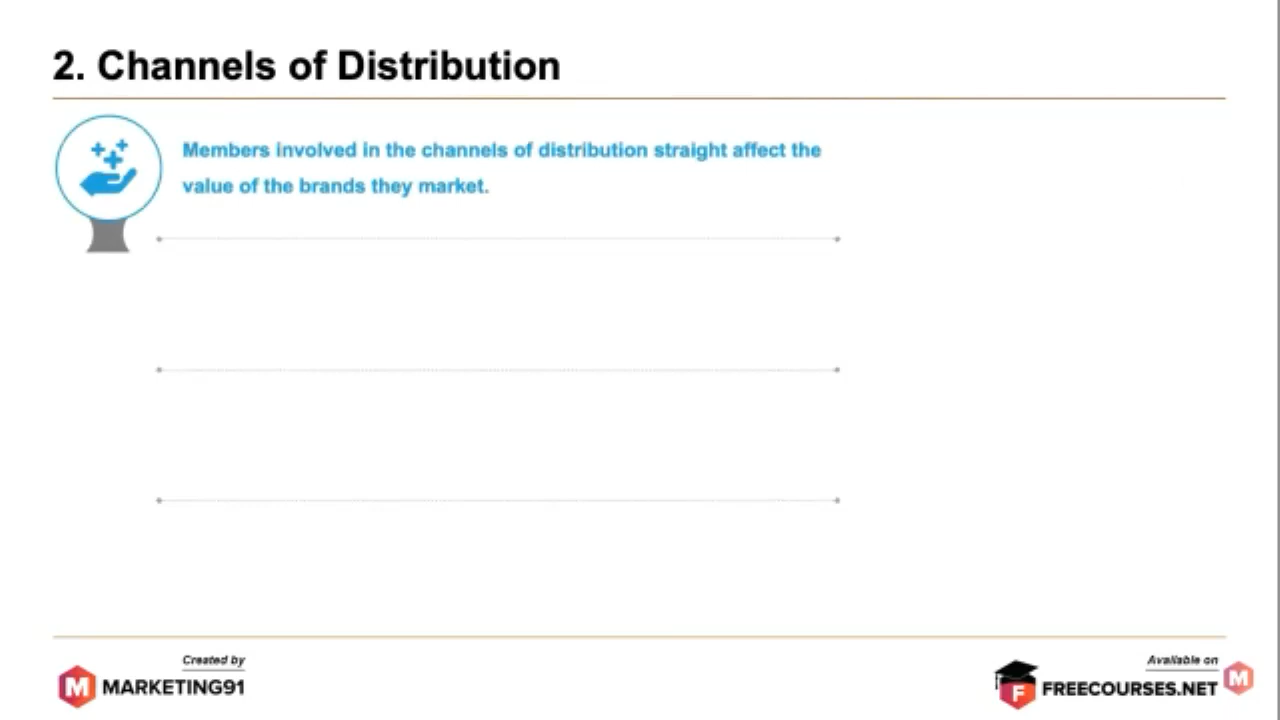 2. Channels of Distribution
Members involved in the channels of distribution straight affect the
value of the brands they market.
Created by
M MARKETING91
Available on
F FREECOURSES.NET M